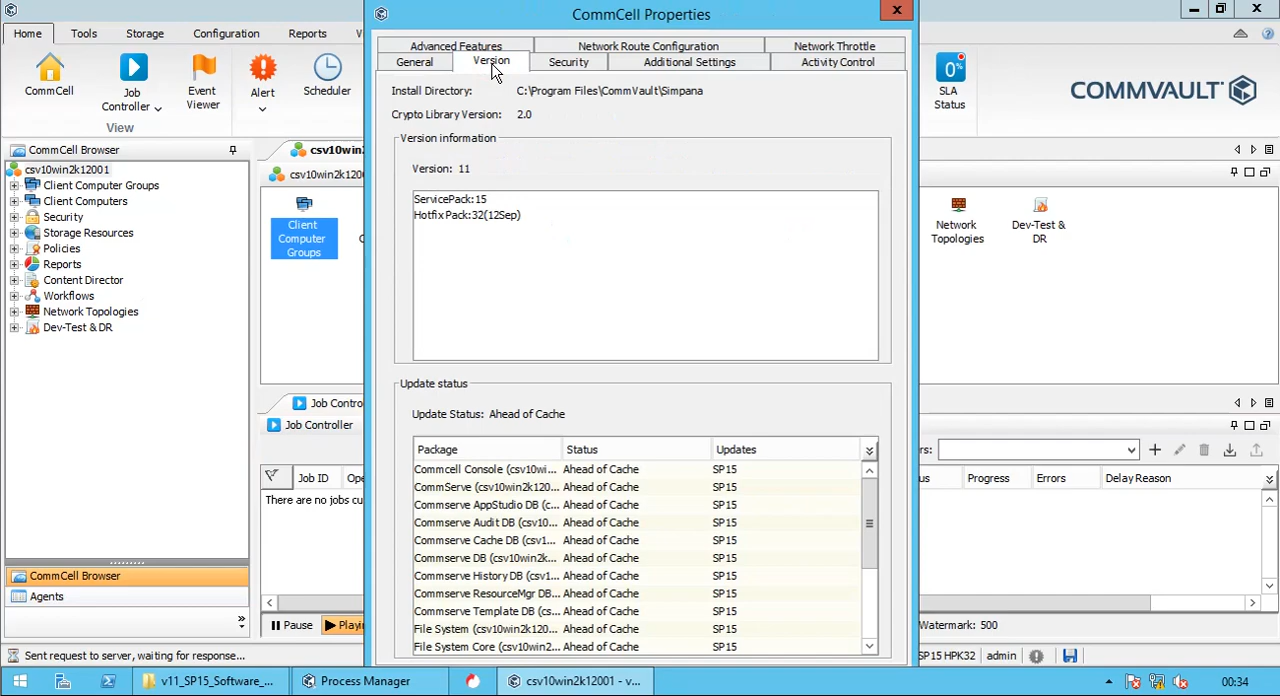 CommCell Properties
Home Tools Storage Configuration Reports
CommCell
Job Controller
Event Viewer
Alert
Scheduler
View
SLA Status
COMMVAULT
Advanced Features Network Route Configuration Network Throttle
General Version Security Additional Settings Activity Control
Install Directory: C:\Program Files\CommVault\Simpana
Crypto Library Version: 2.0
Version information
Version: 11
ServicePack:15
Hotfix Pack:32(12Sep)
Update status
Update Status: Ahead of Cache
Package Status Updates
Commcell Console (csv10wi... Ahead of Cache SP15
CommServe (csv10win2k120... Ahead of Cache SP15
Commserve AppStudio DB (c... Ahead of Cache SP15
Commserve Audit DB (csv10... Ahead of Cache SP15
Commserve Cache DB (csv1... Ahead of Cache SP15
Commserve DB (csv10win2k... Ahead of Cache SP15
Commserve History DB (csv1... Ahead of Cache SP15
Commserve ResourceMgr DB... Ahead of Cache SP15
Commserve Template DB (cs... Ahead of Cache SP15
File System (csv10win2k120... Ahead of Cache SP15
File System Core (csv10win2... Ahead of Cache SP15
CommCell Browser
csv10win2k12001
Client Computer Groups
Client Computers
Security
Storage Resources
Policies
Reports
Content Director
Workflows
Network Topologies
Dev-Test & DR
CommCell Browser
Agents
csv10win
csv10win2k1200
Client Computer Groups
Network Topologies
Dev-Test & DR
Job Contro
Job Controller
Job ID Ope
There are no jobs cu
Progress Errors Delay Reason
Pause Playi
Watermark: 500
Sent request to server, waiting for response...
SP15 HPK32 admin
v11_SP15_Software_... Process Manager csv10win2k12001 - v... 00:34